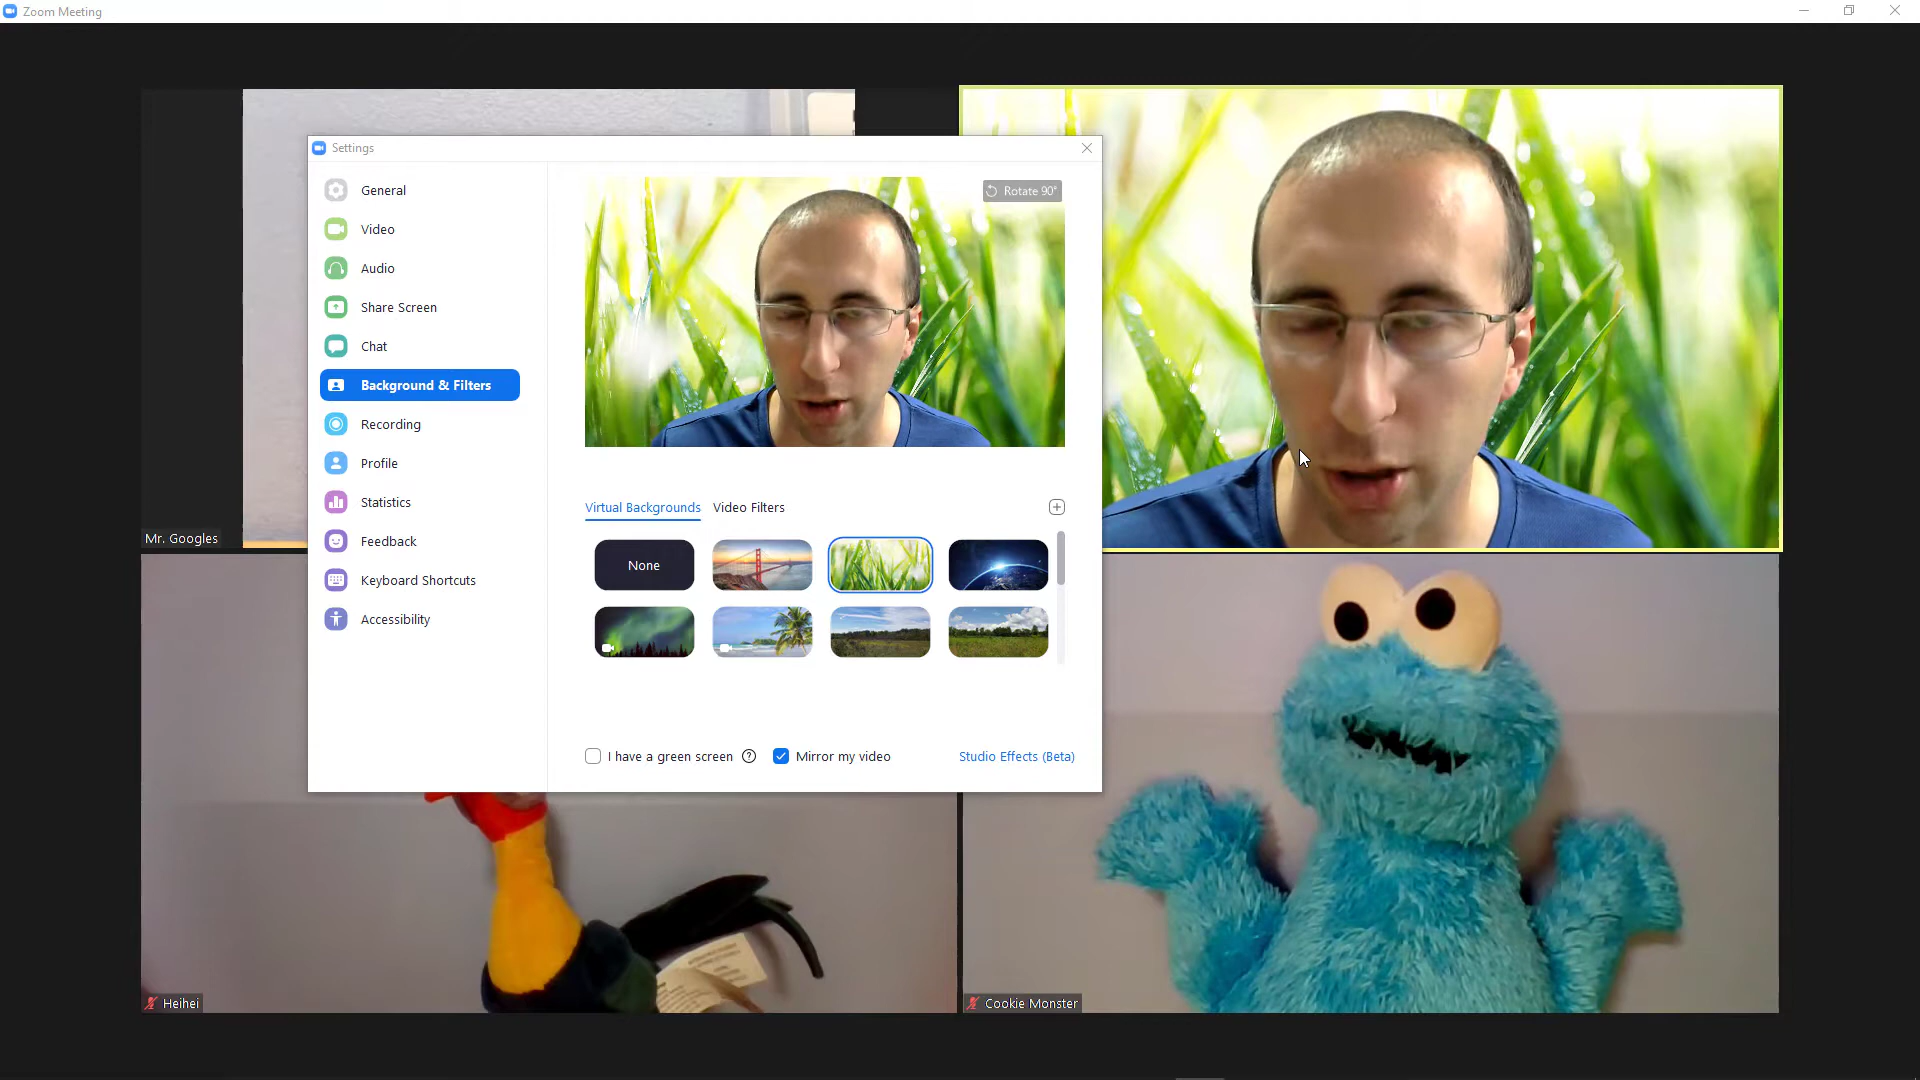 Zoom Meeting
Settings
General
Video
Audio
Share Screen
Chat
Background & Filters
Recording
Profile
Statistics
Feedback
Keyboard Shortcuts
Accessibility
Rotate 90°
Virtual Backgrounds
Video Filters
None
I have a green screen
Mirror my video
Studio Effects (Beta)
Mr. Googles
Heihei
Cookie Monster